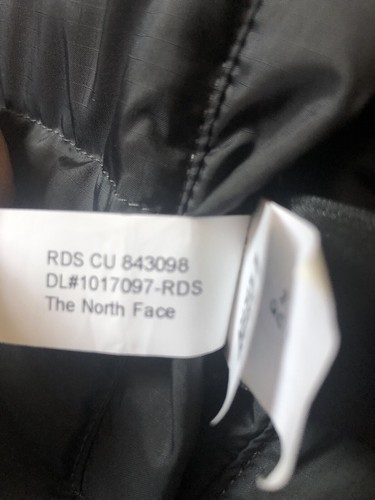 RDS CU 843098
DL#1017097-RDS
The North Face